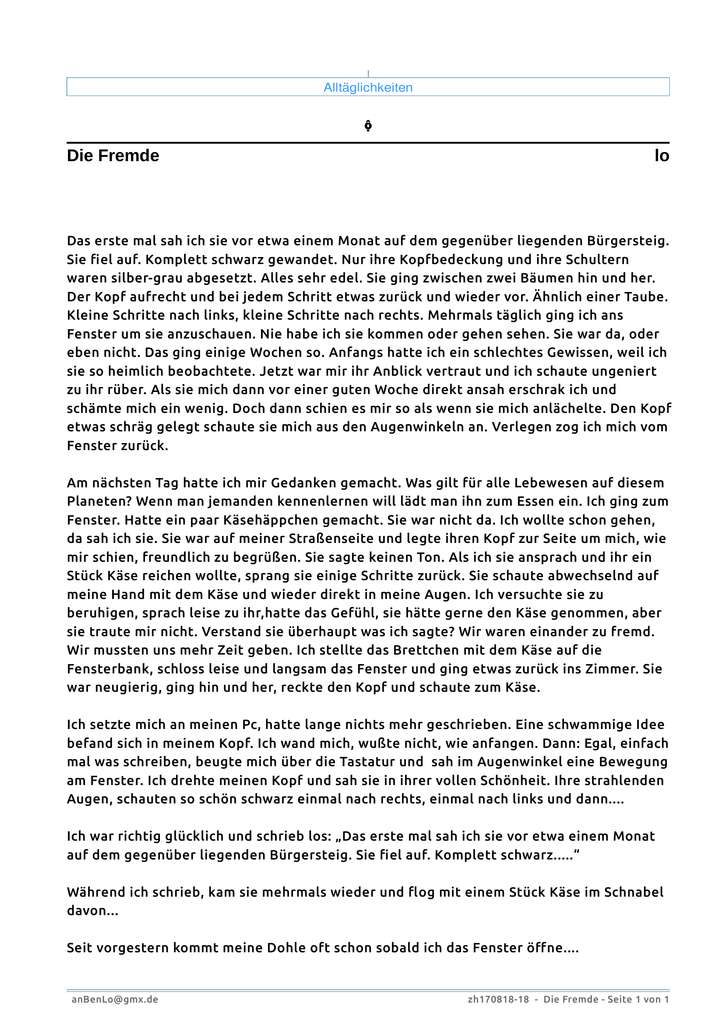 Alltäglichkeiten
Die Fremde lo
Das erste mal sah ich sie vor etwa einem Monat auf dem gegenüber liegenden Bürgersteig.
Sie fiel auf. Komplett schwarz gewandet. Nur ihre Kopfbedeckung und ihre Schultern
waren silber-grau abgesetzt. Alles sehr edel. Sie ging zwischen zwei Bäumen hin und her.
Der Kopf aufrecht und bei jedem Schritt etwas zurück und wieder vor. Ähnlich einer Taube.
Kleine Schritte nach links, kleine Schritte nach rechts. Mehrmals täglich ging ich ans
Fenster um sie anzuschauen. Nie habe ich sie kommen oder gehen sehen. Sie war da, oder
eben nicht. Das ging einige Wochen so. Anfangs hatte ich ein schlechtes Gewissen, weil ich
sie so heimlich beobachtete. Jetzt war mir ihr Anblick vertraut und ich schaute ungeniert
zu ihr rüber. Als sie mich dann vor einer guten Woche direkt ansah erschrak ich und
schämte mich ein wenig. Doch dann schien es mir so als wenn sie mich anlächelte. Den Kopf
etwas schräg gelegt schaute sie mich aus den Augenwinkeln an. Verlegen zog ich mich vom
Fenster zurück.
Am nächsten Tag hatte ich mir Gedanken gemacht. Was gilt für alle Lebewesen auf diesem
Planeten? Wenn man jemanden kennenlernen will lädt man ihn zum Essen ein. Ich ging zum
Fenster. Hatte ein paar Käsehäppchen gemacht. Sie war nicht da. Ich wollte schon gehen,
da sah ich sie. Sie war auf meiner Straßenseite und legte ihren Kopf zur Seite um mich, wie
mir schien, freundlich zu begrüßen. Sie sagte keinen Ton. Als ich sie ansprach und ihr ein
Stück Käse reichen wollte, sprang sie einige Schritte zurück. Sie schaute abwechselnd auf
meine Hand mit dem Käse und wieder direkt in meine Augen. Ich versuchte sie zu
beruhigen, sprach leise zu ihr,hatte das Gefühl, sie hätte gerne den Käse genommen, aber
sie traute mir nicht. Verstand sie überhaupt was ich sagte? Wir waren einander zu fremd.
Wir mussten uns mehr Zeit geben. Ich stellte das Brettchen mit dem Käse auf die
Fensterbank, schloss leise und langsam das Fenster und ging etwas zurück ins Zimmer. Sie
war neugierig, ging hin und her, reckte den Kopf und schaute zum Käse.
Ich setzte mich an meinen Pc, hatte lange nichts mehr geschrieben. Eine schwammige Idee
befand sich in meinem Kopf. Ich wand mich, wußte nicht, wie anfangen. Dann: Egal, einfach
mal was schreiben, beugte mich über die Tastatur und  sah im Augenwinkel eine Bewegung
am Fenster. Ich drehte meinen Kopf und sah sie in ihrer vollen Schönheit. Ihre strahlenden
Augen, schauten so schön schwarz einmal nach rechts, einmal nach links und dann....
Ich war richtig glücklich und schrieb los: „Das erste mal sah ich sie vor etwa einem Monat
auf dem gegenüber liegenden Bürgersteig. Sie fiel auf. Komplett schwarz....."
Während ich schrieb, kam sie mehrmals wieder und flog mit einem Stück Käse im Schnabel
davon...
Seit vorgestern kommt meine Dohle oft schon sobald ich das Fenster öffne....
anBenLo@gmx.de zh170818-18 - Die Fremde - Seite 1 von 1